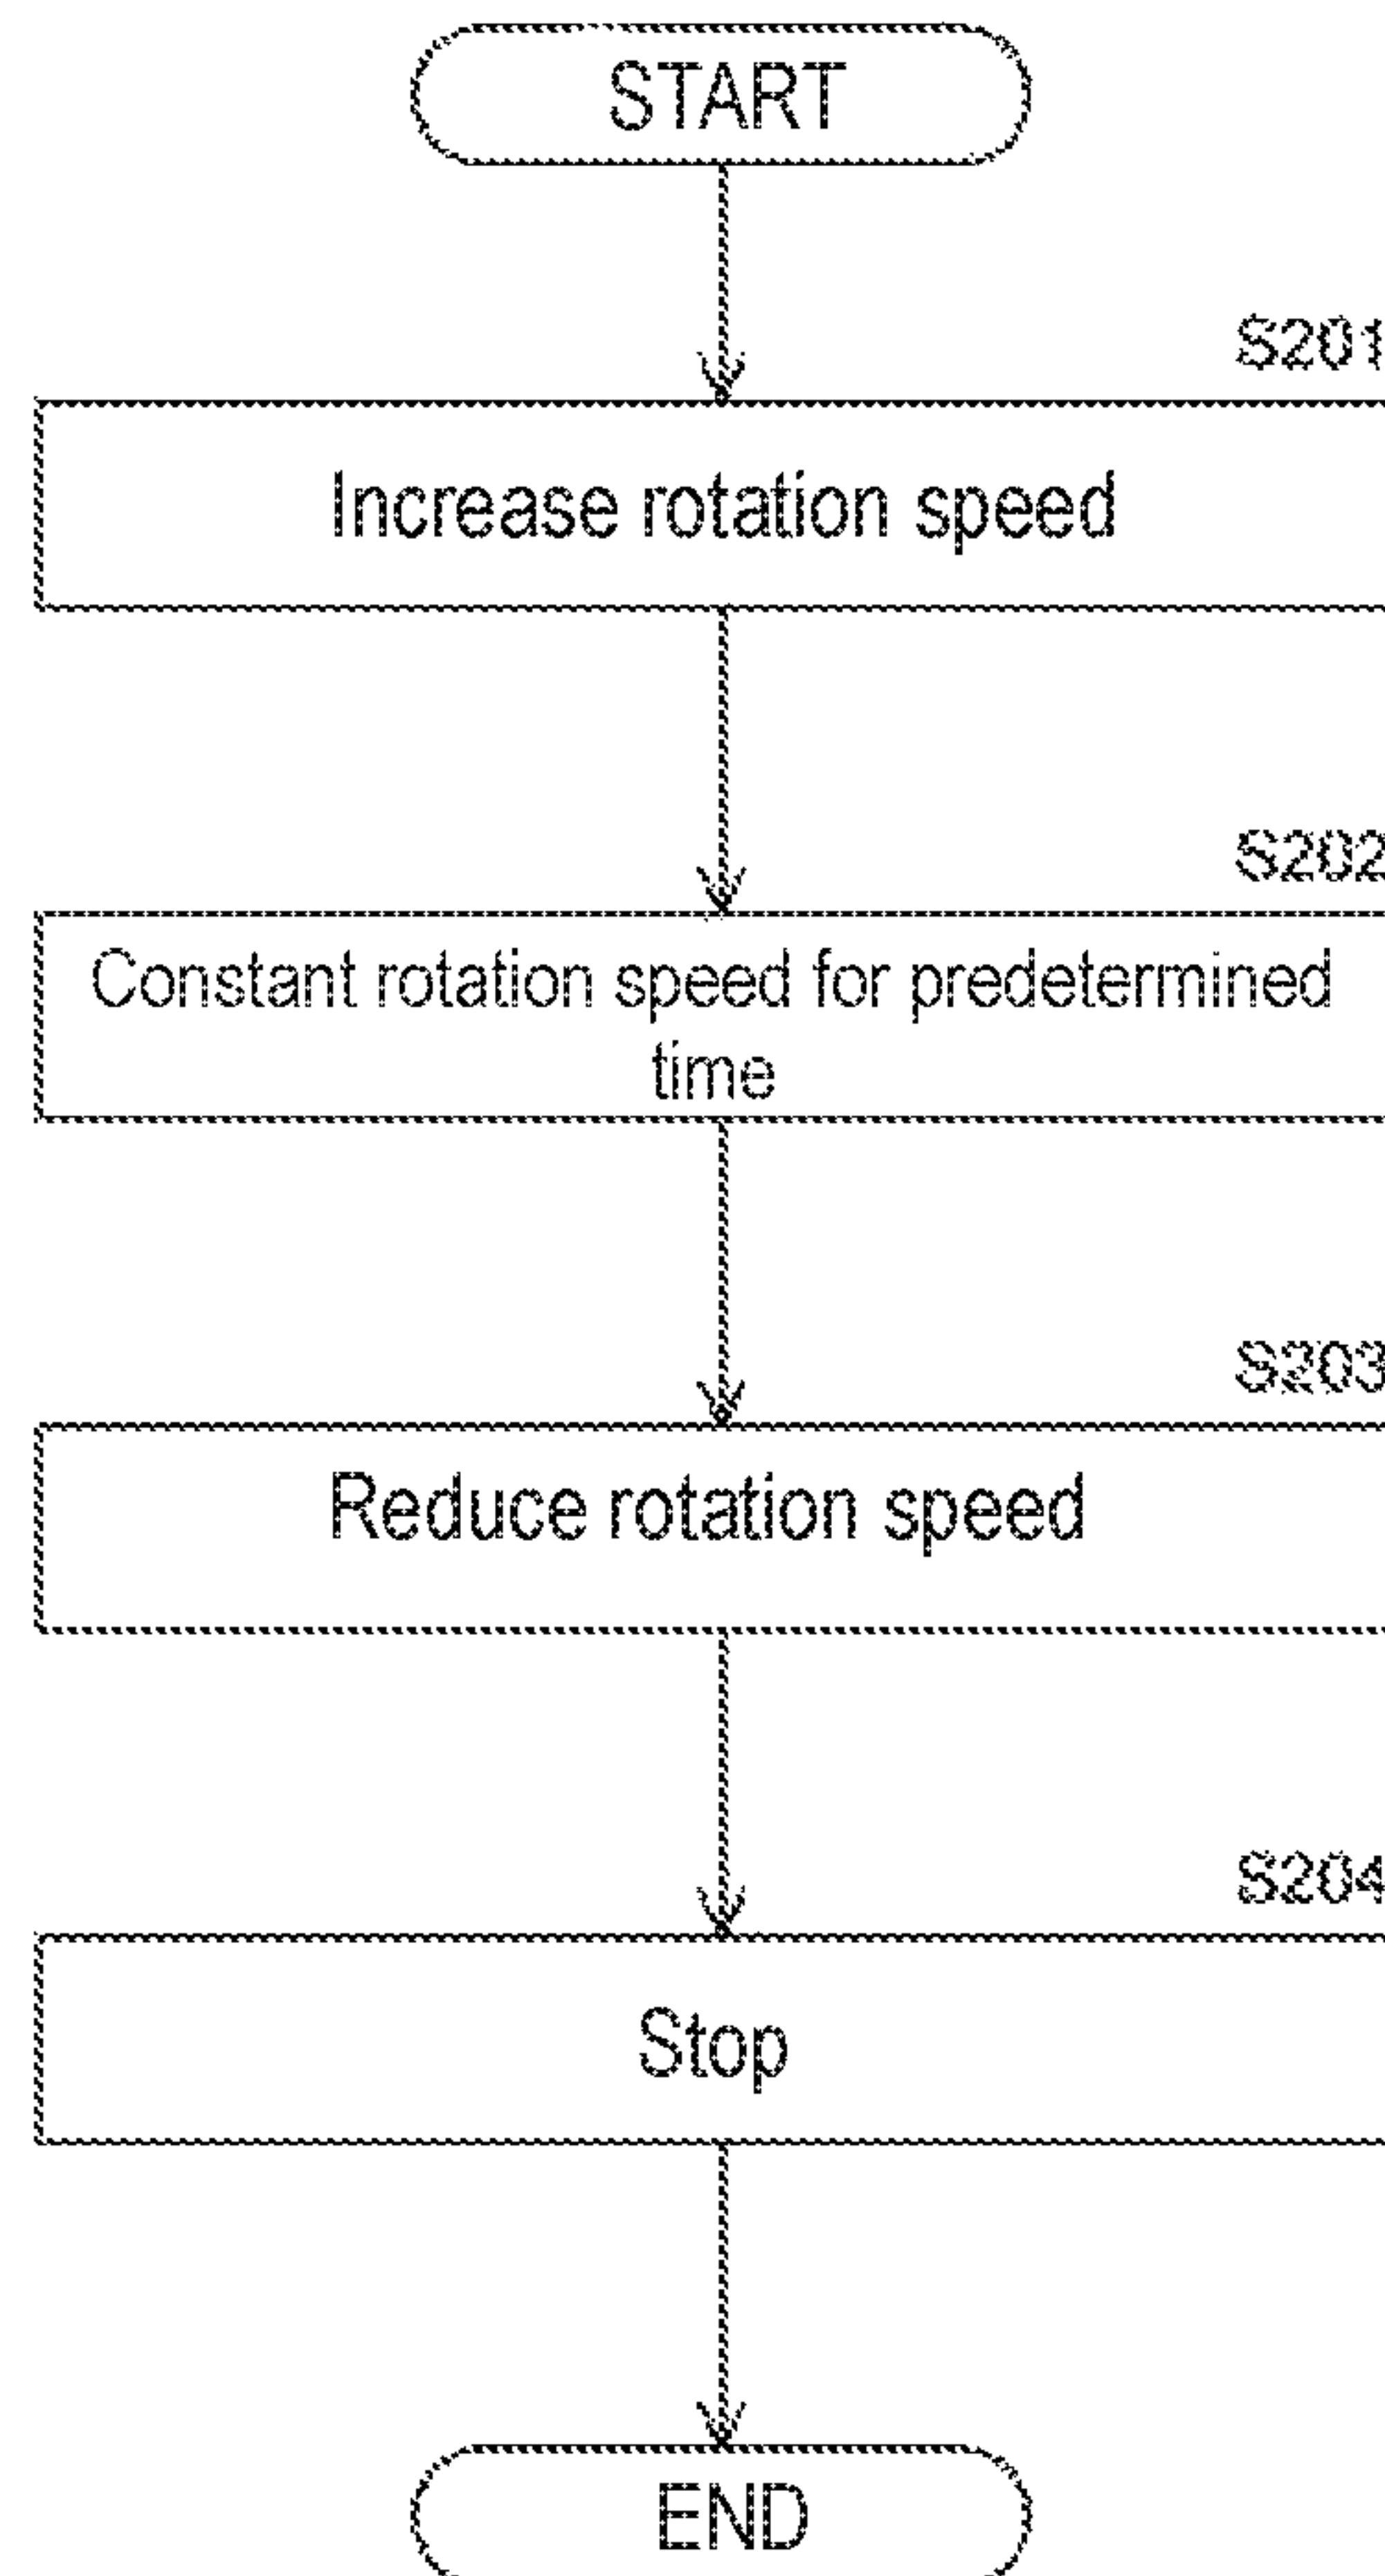 START
S201
Increase rotation speed
S202
Constant rotation speed for predetermined
time
S203
Reduce rotation speed
S204
Stop
END